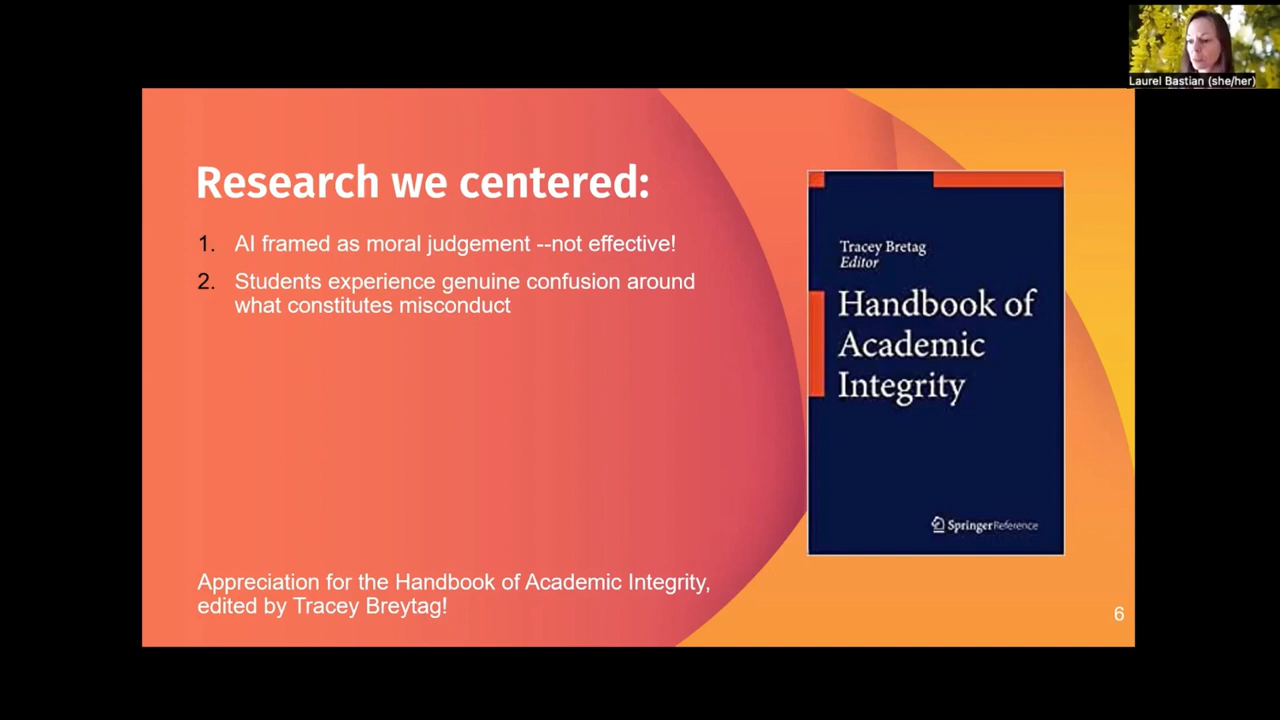 Laurel Bastian (she/her)
Research we centered:
1. AI framed as moral judgement --not effective!
2. Students experience genuine confusion around
what constitutes misconduct
Tracey Bretag
Editor
Handbook of
Academic
Integrity
SpringerReference
Appreciation for the Handbook of Academic Integrity,
edited by Tracey Breytag!
6